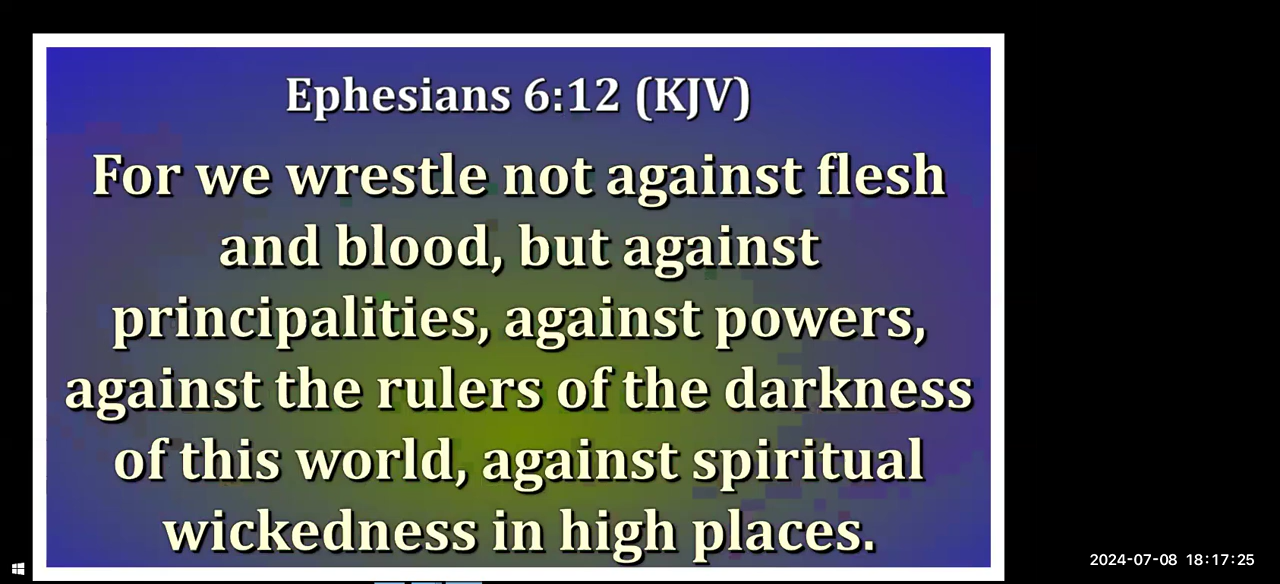 Ephesians 6:12 (KJV)
For we wrestle not against flesh
and blood, but against
principalities, against powers,
against the rulers of the darkness
of this world, against spiritual
wickedness in high places.
2024-07-08 18:17:25